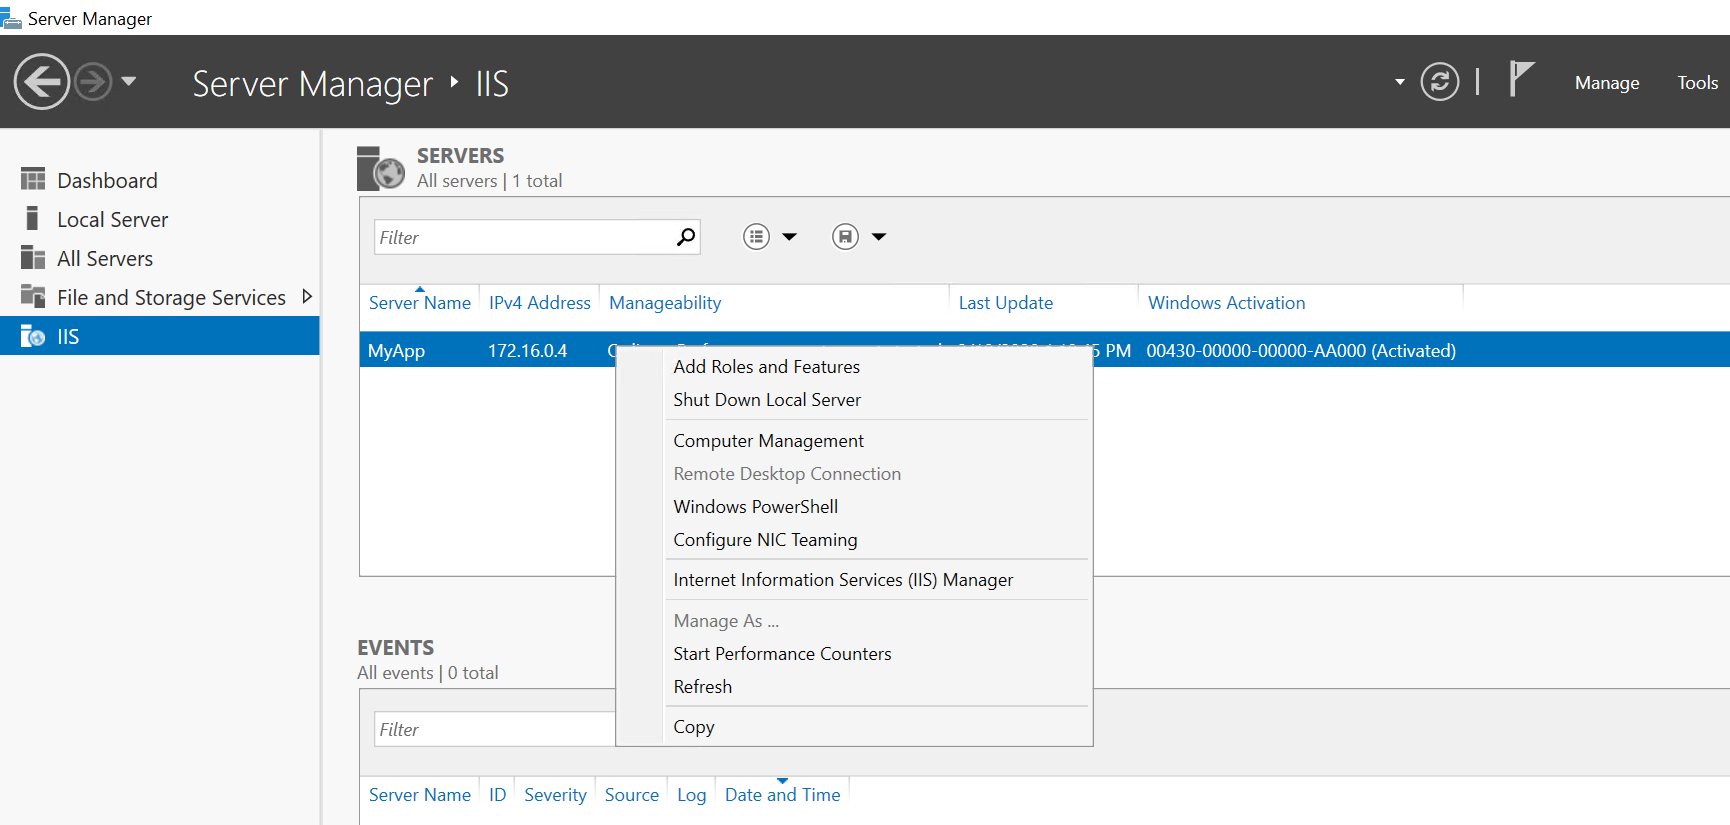 Server Manager
Server Manager IIS
Manage Tools
Dashboard
Local Server
All Servers
File and Storage Services
IIS
SERVERS
All servers | 1 total
Filter
Server Name IPv4 Address Manageability Last Update Windows Activation
MyApp 172.16.0.4 PM 00430-00000-00000-AA000 (Activated)
Add Roles and Features
Shut Down Local Server
Computer Management
Remote Desktop Connection
Windows PowerShell
Configure NIC Teaming
Internet Information Services (IIS) Manager
Manage As ...
Start Performance Counters
Refresh
Copy
EVENTS
All events | 0 total
Filter
Server Name ID Severity Source Log Date and Time